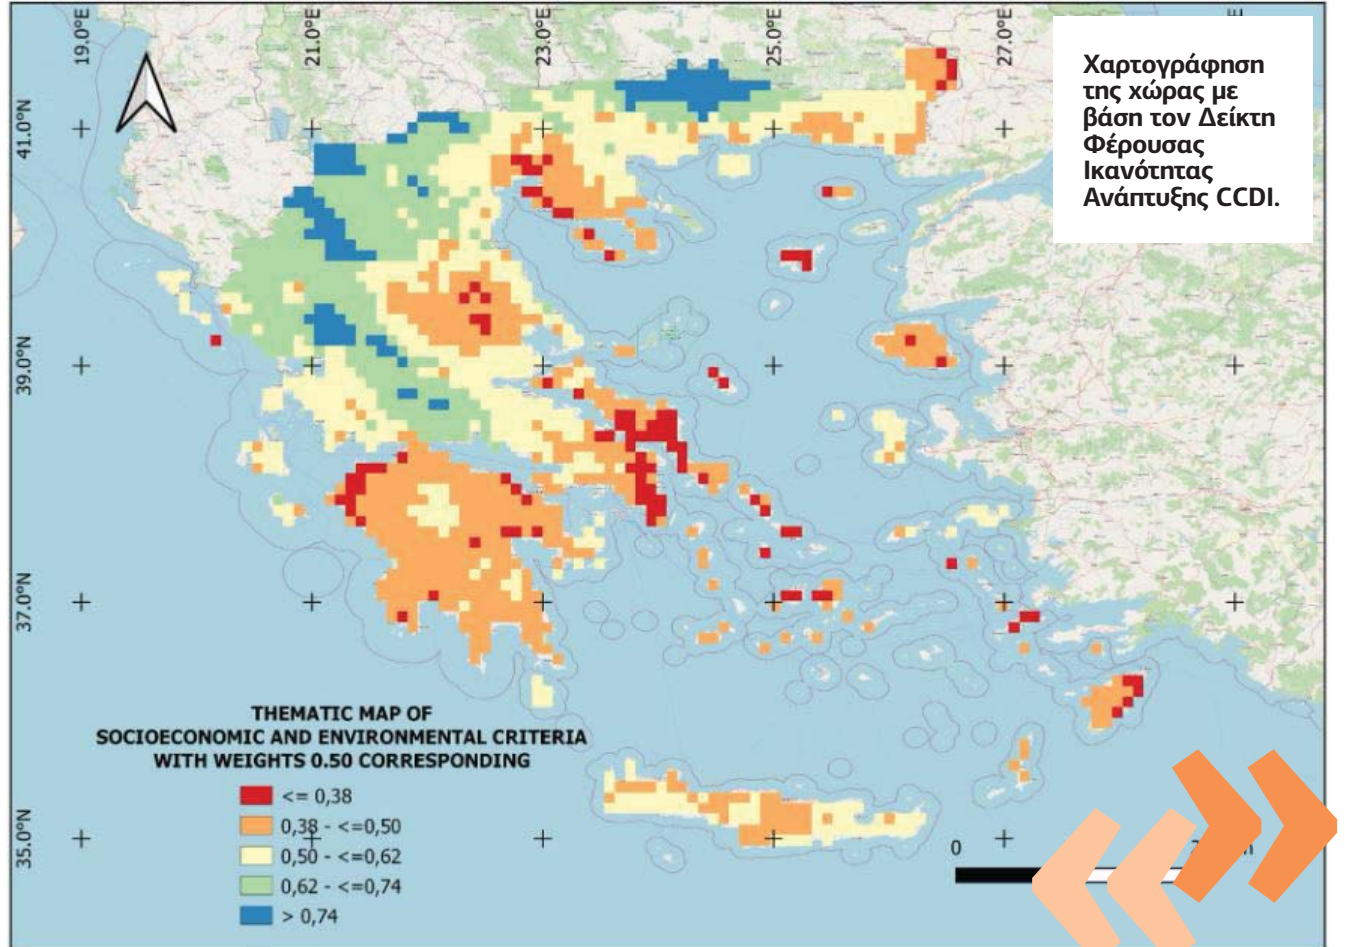 19.0°E
21.0°E
23.0°E
25.0°E
27.0°E
41.0°N
39.0°N
37.0°N
35.0°N
Χαρτογράφηση
της χώρας με
βάση τον Δείκτη
Φέρουσας
Ικανότητας
Ανάπτυξης CCDI.
THEMATIC MAP OF
SOCIOECONOMIC AND ENVIRONMENTAL CRITERIA
WITH WEIGHTS 0.50 CORRESPONDING
<= 0,38
0,38 - <=0,50
0,50 - <=0,62
0,62 - <=0,74
> 0,74
0